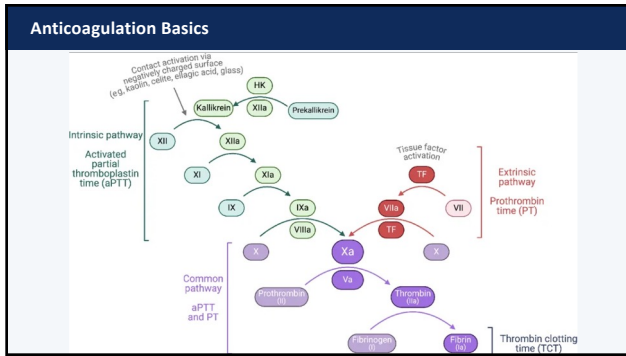 Anticoagulation Basics
Contact activation via
negatively charged surface
(eg, kaolin, celite, ellagic acid, glass)
HK
Kallikrein
XIIa
Prekallikrein
Intrinsic pathway
Activated
partial
thromboplastin
time (aPTT)
XII
XIIa
XI
XIa
IX
IXa
VIIIa
Tissue factor
activation
TF
VIIa
VII
TF
Extrinsic
pathway
Prothrombin
time (PT)
X
Xa
X
Va
Common
pathway
aPTT
and PT
Prothrombin
(II)
Thrombin
(IIa)
Fibrinogen
(I)
Fibrin
(Ia)
Thrombin clotting
time (TCT)